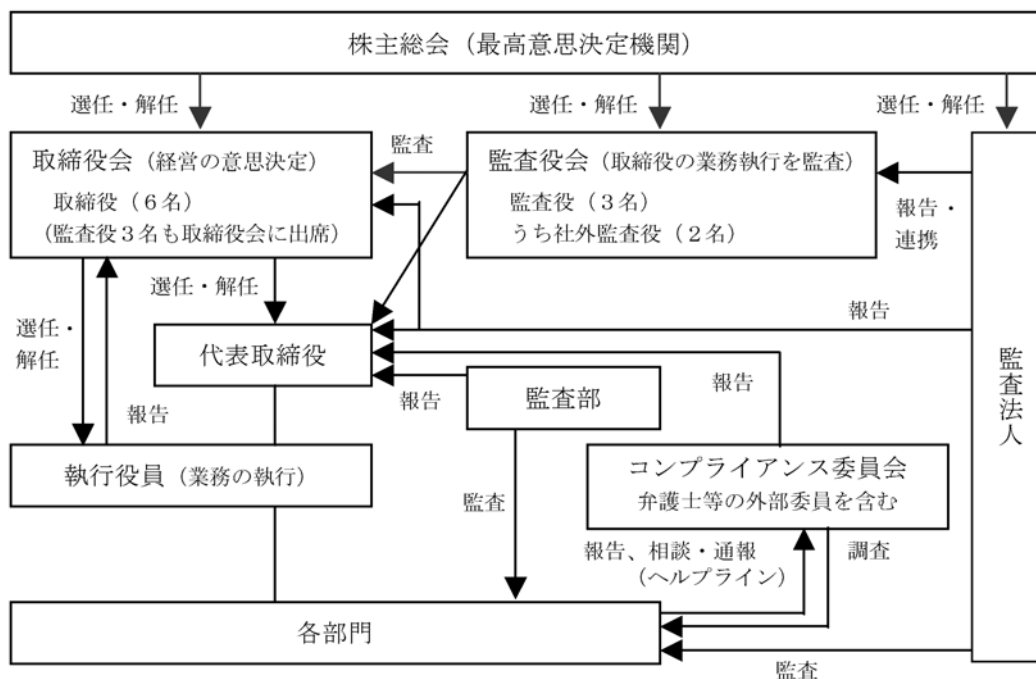 株主総会（最高意思決定機関）
選任・解任
選任・解任
選任・解任
取締役会（経営の意思決定）
取締役（６名）
（監査役３名も取締役会に出席）
監査
監査役会（取締役の業務執行を監査）
監査役（３名）
うち社外監査役（２名）
報告・
連携
選任・解任
選任・
解任
報告
代表取締役
報告
報告
監査部
報告
監査法人
執行役員（業務の執行）
監査
コンプライアンス委員会
弁護士等の外部委員を含む
報告、相談・通報
（ヘルプライン）
調査
各部門
監査